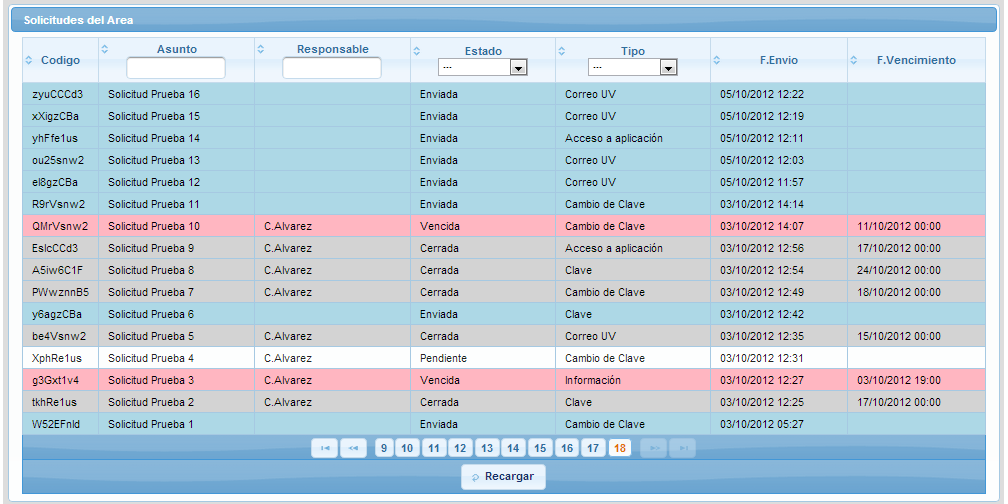 Solicitudes del Area
Codigo Asunto Responsable Estado Tipo F.Envio F.Vencimiento
--- ---
zyuCCCd3 Solicitud Prueba 16 Enviada Correo UV 05/10/2012 12:22
xXigzCBa Solicitud Prueba 15 Enviada Correo UV 05/10/2012 12:19
yhFfe1us Solicitud Prueba 14 Enviada Acceso a aplicación 05/10/2012 12:11
ou25snw2 Solicitud Prueba 13 Enviada Correo UV 05/10/2012 12:03
el8gzCBa Solicitud Prueba 12 Enviada Correo UV 05/10/2012 11:57
R9rVsnw2 Solicitud Prueba 11 Enviada Cambio de Clave 03/10/2012 14:14
QMrVsnw2 Solicitud Prueba 10 C.Alvarez Vencida Cambio de Clave 03/10/2012 14:07 11/10/2012 00:00
EslcCCd3 Solicitud Prueba 9 C.Alvarez Cerrada Acceso a aplicación 03/10/2012 12:56 17/10/2012 00:00
A5iw6C1F Solicitud Prueba 8 C.Alvarez Cerrada Clave 03/10/2012 12:54 24/10/2012 00:00
PWwznnB5 Solicitud Prueba 7 C.Alvarez Cerrada Cambio de Clave 03/10/2012 12:49 18/10/2012 00:00
y6agzCBa Solicitud Prueba 6 Enviada Clave 03/10/2012 12:42
be4Vsnw2 Solicitud Prueba 5 C.Alvarez Cerrada Correo UV 03/10/2012 12:35 15/10/2012 00:00
XphRe1us Solicitud Prueba 4 C.Alvarez Pendiente Cambio de Clave 03/10/2012 12:31
g3Gxt1v4 Solicitud Prueba 3 C.Alvarez Vencida Información 03/10/2012 12:27 03/10/2012 19:00
tkhRe1us Solicitud Prueba 2 C.Alvarez Cerrada Clave 03/10/2012 12:25 17/10/2012 00:00
W52EFnld Solicitud Prueba 1 Enviada Cambio de Clave 03/10/2012 05:27
9 10 11 12 13 14 15 16 17 18
Recargar